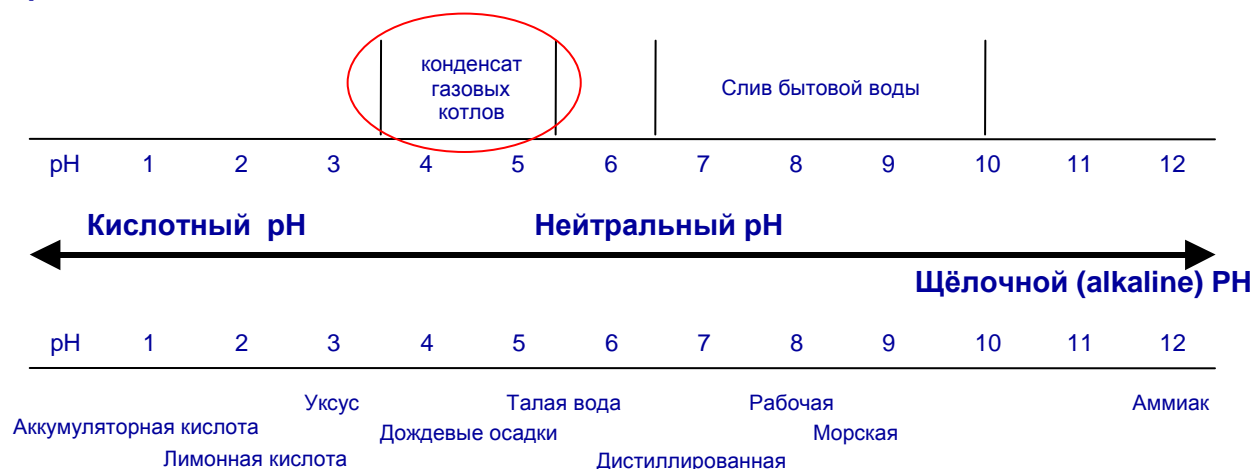 конденсат
газовых
котлов
Слив бытовой воды
pH 1 2 3 4 5 6 7 8 9 10 11 12
Кислотный pH Нейтральный pH
Щёлочной (alkaline) PH
pH 1 2 3 4 5 6 7 8 9 10 11 12
Уксус Талая вода Рабочая Аммиак
Аккумуляторная кислота Дождевые осадки Морская
Лимонная кислота Дистиллированная